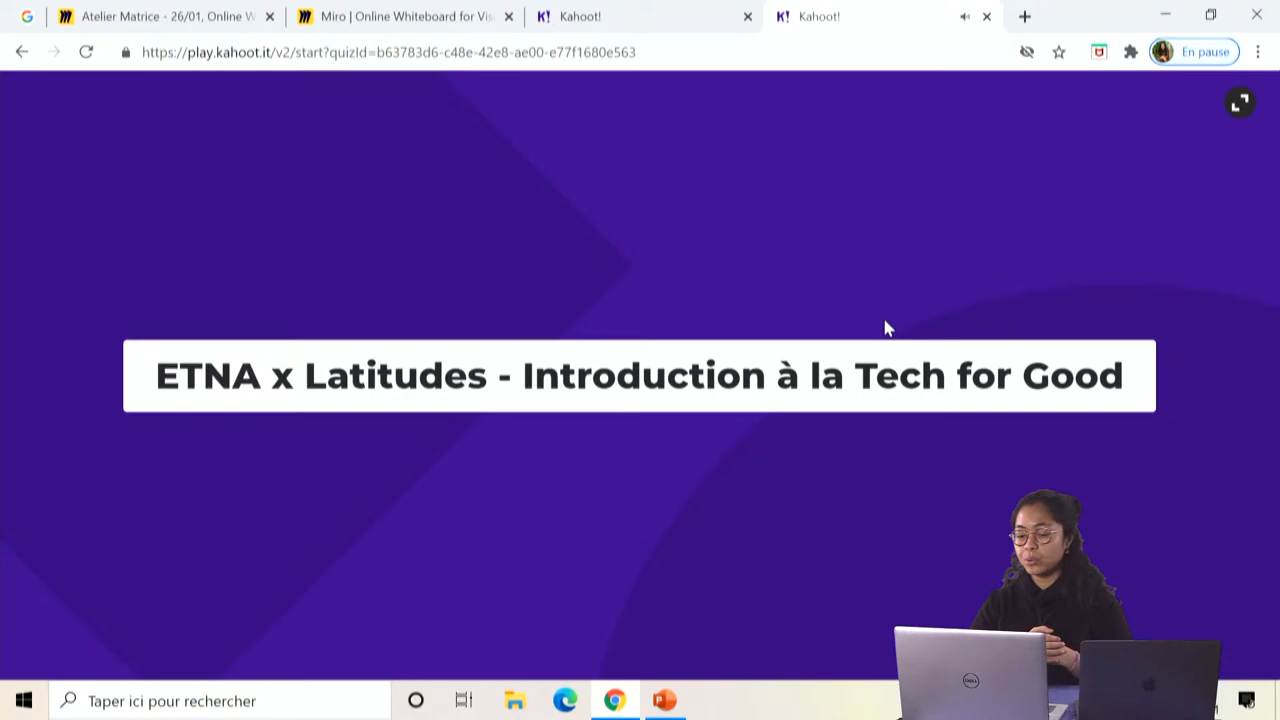 Atelier Matrice - 26/01, Online W
Miro | Online Whiteboard for Vis
Kahoot!
Kahoot!
https://play.kahoot.it/v2/start?quizId=b63783d6-c48e-42e8-ae00-e77f1680e563
En pause
ETNA x Latitudes - Introduction à la Tech for Good
DELL
Taper ici pour rechercher